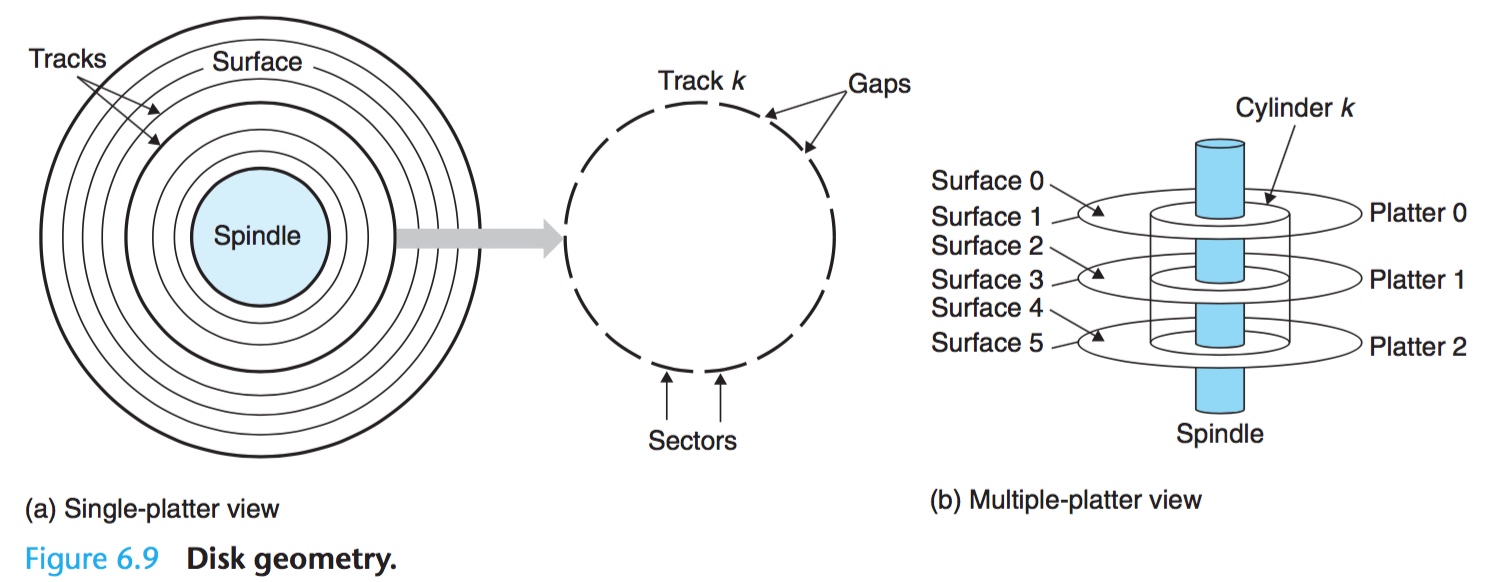 Tracks
Surface
Spindle
Track k
Gaps
Sectors
(a) Single-platter view
Cylinder k
Surface 0
Surface 1
Surface 2
Surface 3
Surface 4
Surface 5
Platter 0
Platter 1
Platter 2
Spindle
(b) Multiple-platter view
Figure 6.9 Disk geometry.